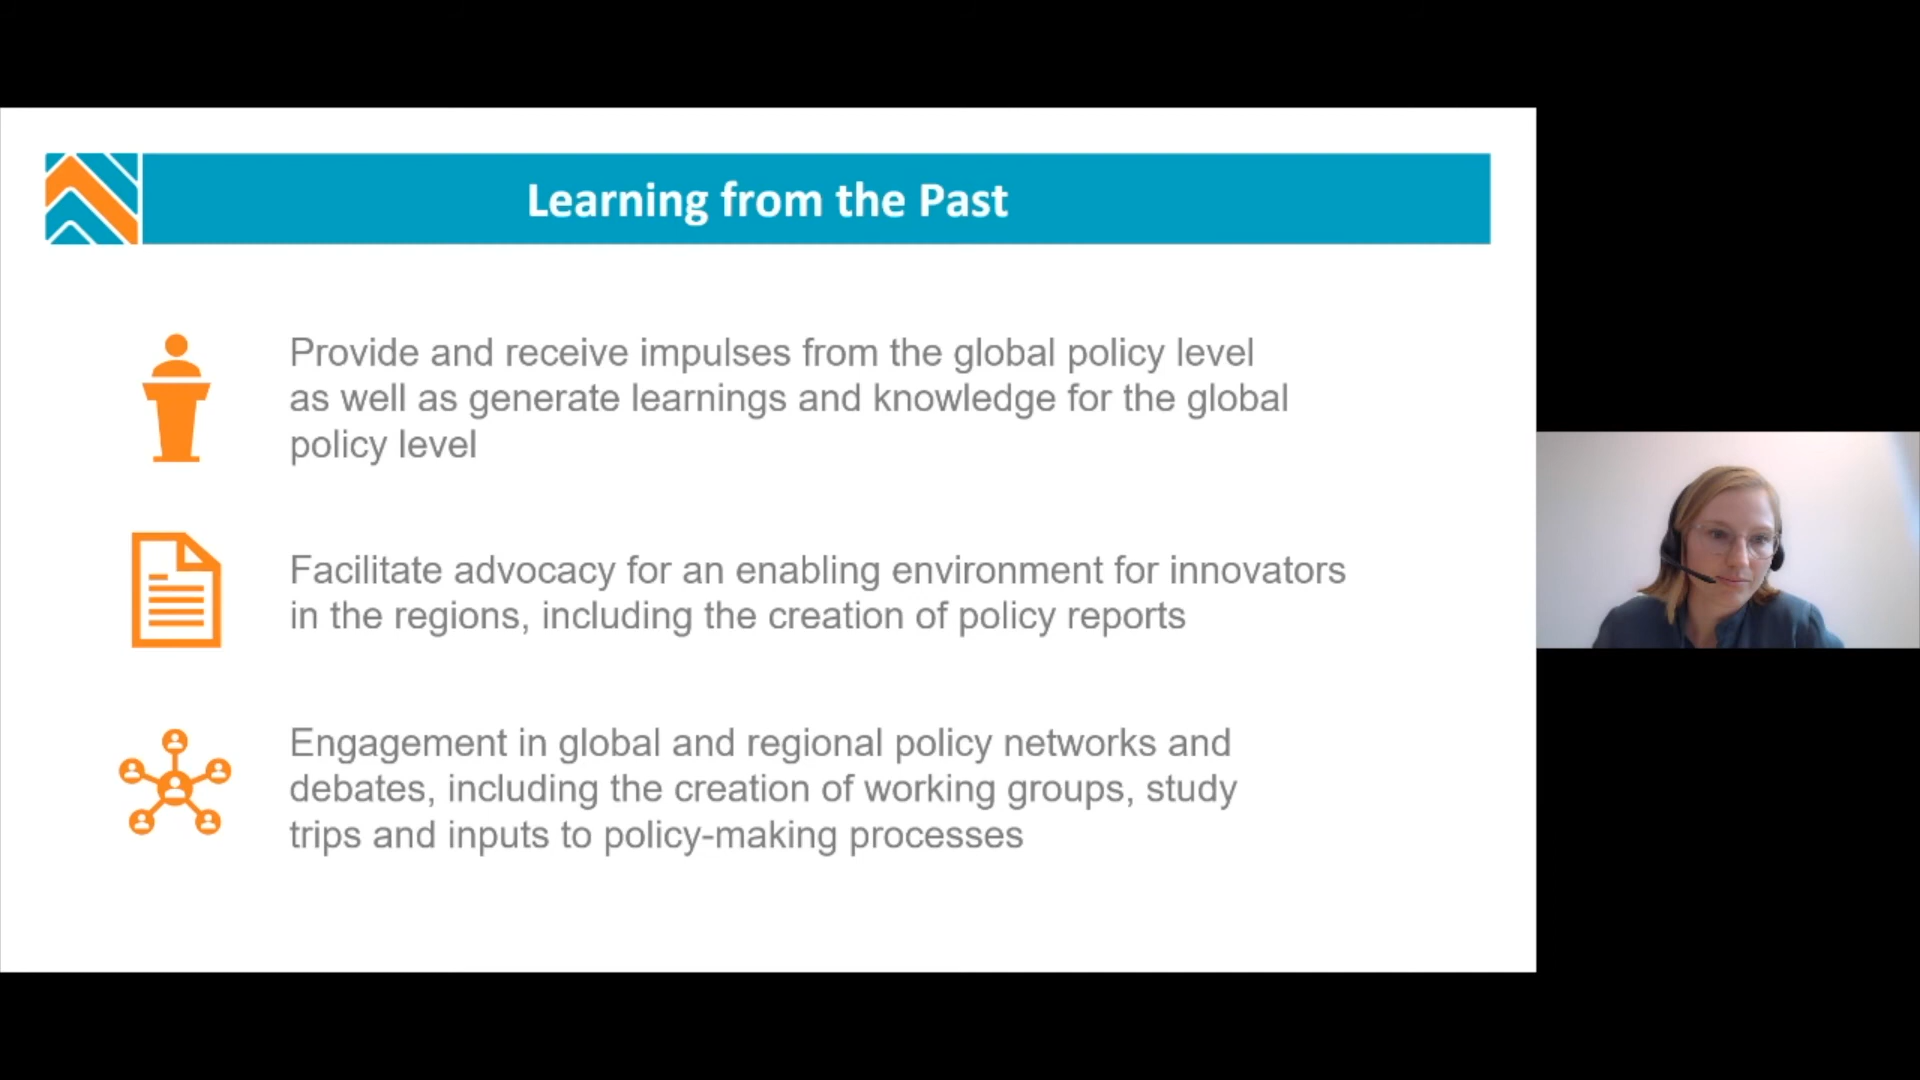 Learning from the Past
Provide and receive impulses from the global policy level
as well as generate learnings and knowledge for the global
policy level
Facilitate advocacy for an enabling environment for innovators
in the regions, including the creation of policy reports
Engagement in global and regional policy networks and
debates, including the creation of working groups, study
trips and inputs to policy-making processes